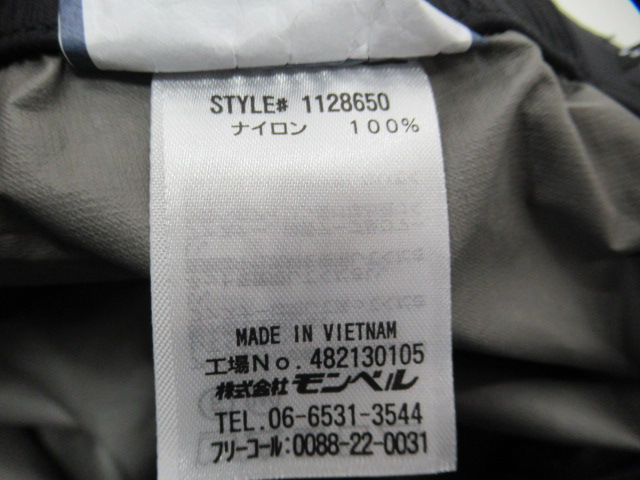 STYLE# 1128650
ナイロン 100%
MADE IN VIETNAM
工場No. 482130105
株式会社 モンベル
TEL. 06-6531-3544
フリーコール:0088-22-0031